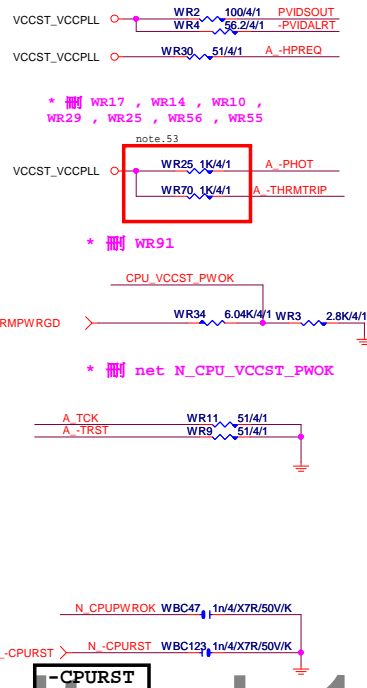 WR2 100/4/1 PVIDSOUT
VCCST_VCCPLL
WR4 56.2/4/1 -PVIDALRT
VCCST_VCCPLL WR30 51/4/1 A_-HPREQ
* 刪 WR17 , WR14 , WR10 ,
WR29 , WR25 , WR56 , WR55
note.53
VCCST_VCCPLL WR25 1K/4/1 A_-PHOT
WR70 1K/4/1 A_-THRMTRIP
* 刪 WR91
CPU_VCCST_PWOK
RMPWRGD WR34 6.04K/4/1 WR3 2.8K/4/1
* 刪 net N_CPU_VCCST_PWOK
A_TCK WR11 51/4/1
A_-TRST WR9 51/4/1
N_CPUPWROK WBC47 1n/4/X7R/50V/K
_-CPURST N_-CPURST WBC123 1n/4/X7R/50V/K
-CPURST